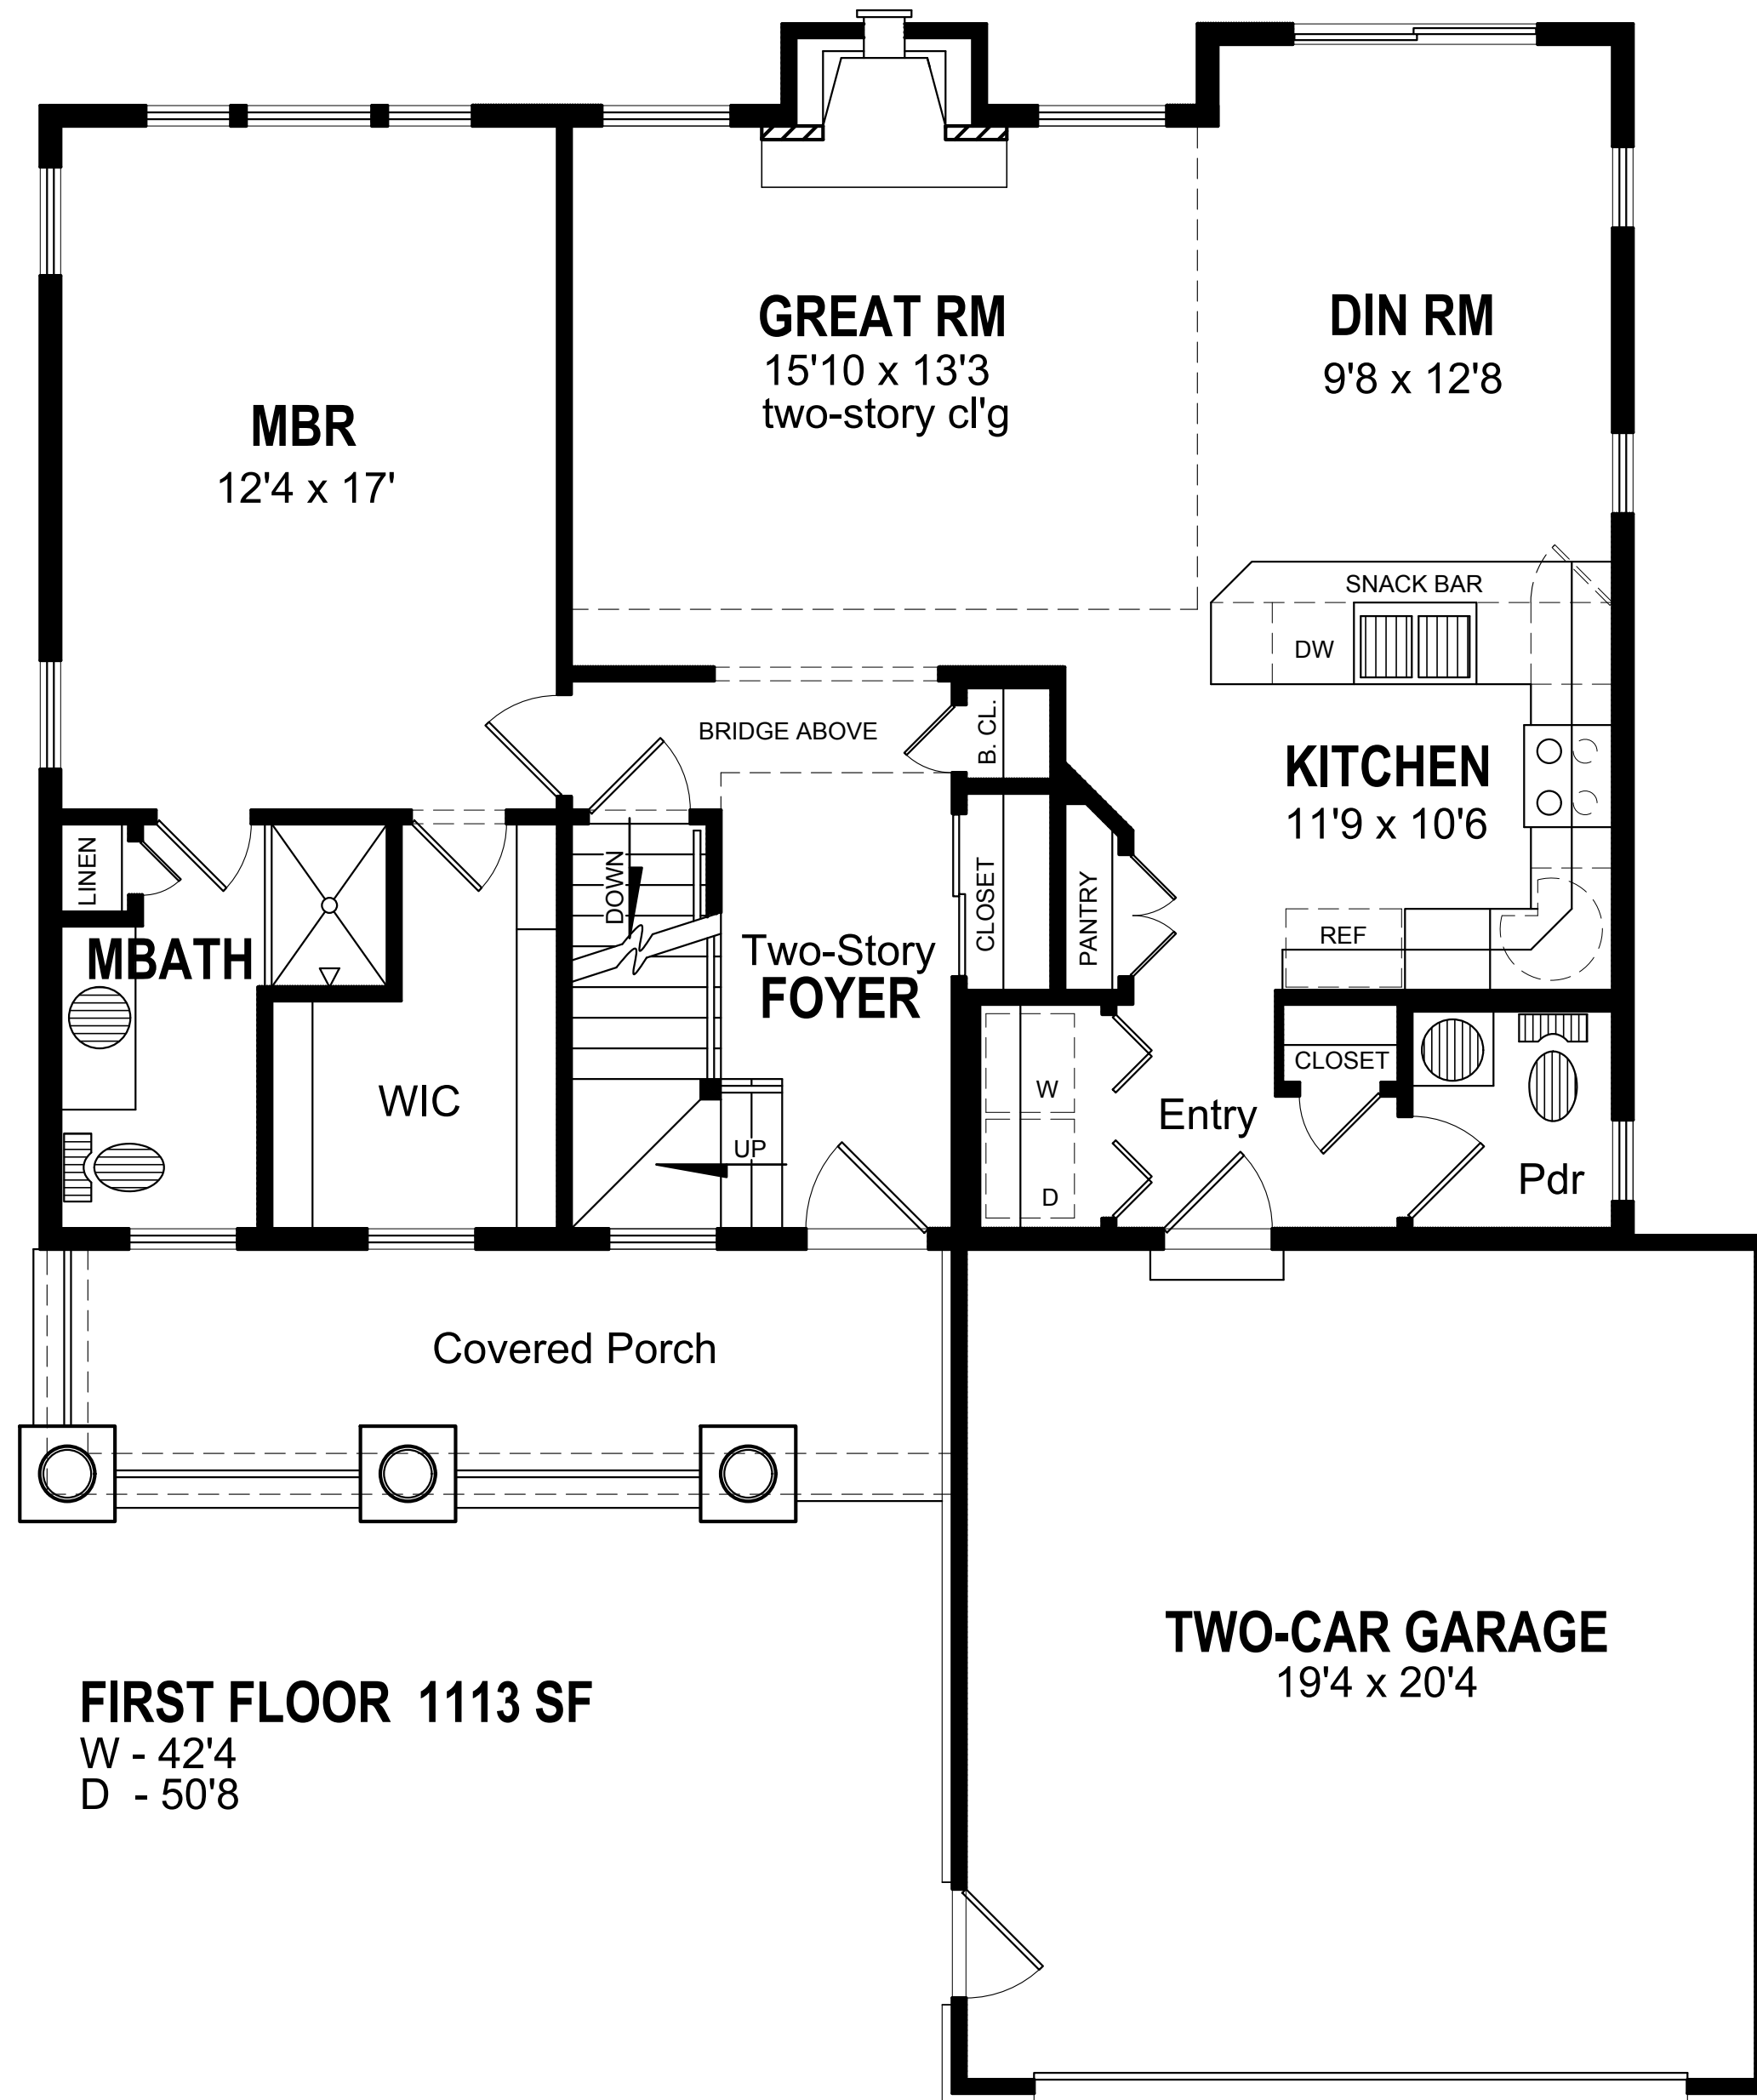 GREAT RM
15'10 x 13'3
two-story cl'g
DIN RM
9'8 x 12'8
MBR
12'4 x 17'
SNACK BAR
DW
BRIDGE ABOVE
B. CL.
KITCHEN
11'9 x 10'6
LINEN
DOWN
CLOSET
PANTRY
REF
MBATH
Two-Story
FOYER
WIC
UP
W
D
Entry
CLOSET
Pdr
Covered Porch
TWO-CAR GARAGE
19'4 x 20'4
FIRST FLOOR 1113 SF
W - 42'4
D - 50'8